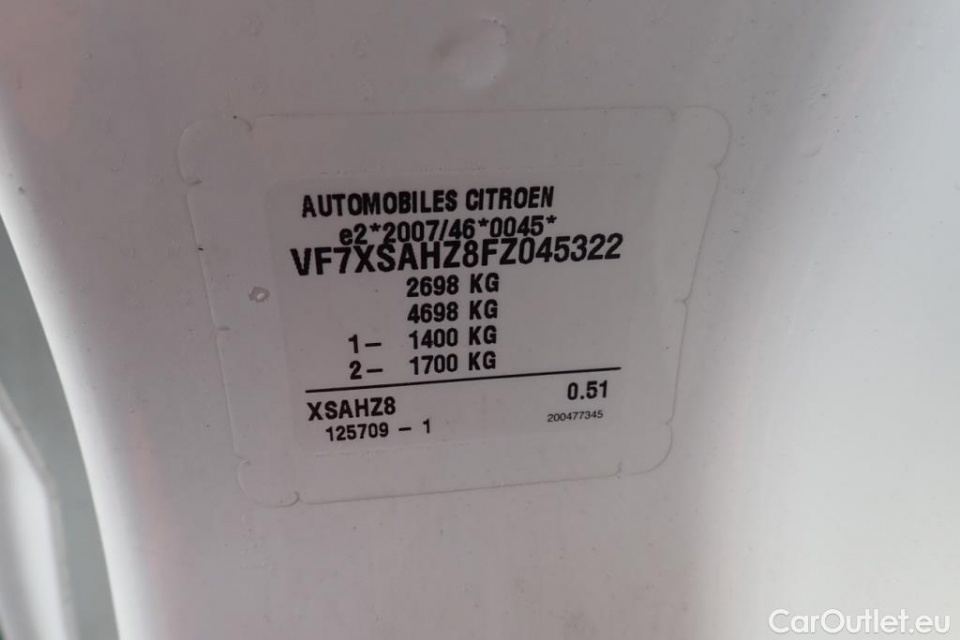 AUTOMOBILES CITROEN
e2*2007/46*0045*
VF7XSAHZ8FZ045322
2698 KG
4698 KG
1- 1400 KG
2- 1700 KG
XSAHZ8 0.51
125709 - 1 200477345
CarOutlet.eu